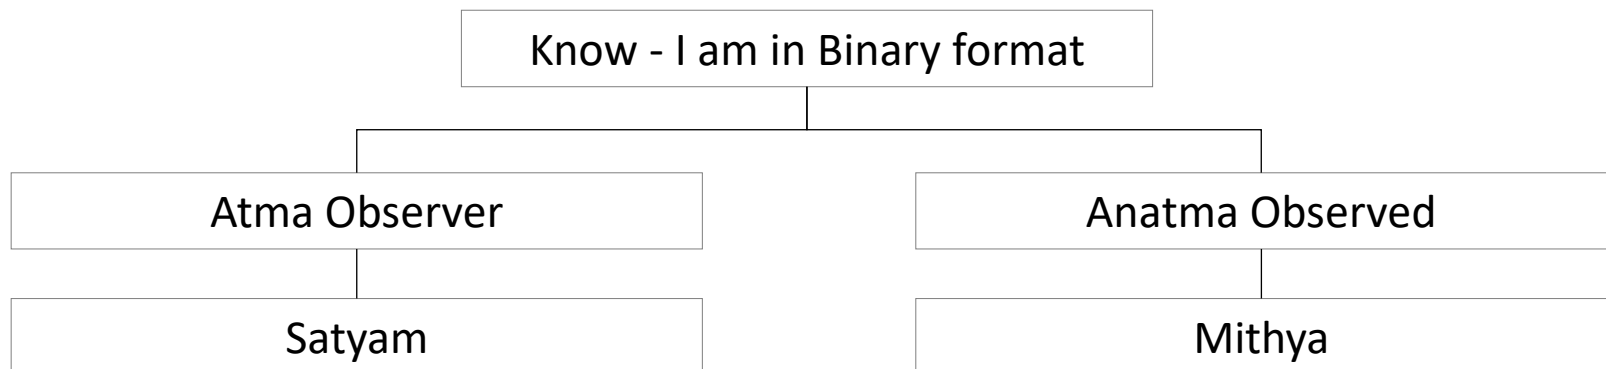 Know - I am in Binary format
Atma Observer
Anatma Observed
Satyam
Mithya